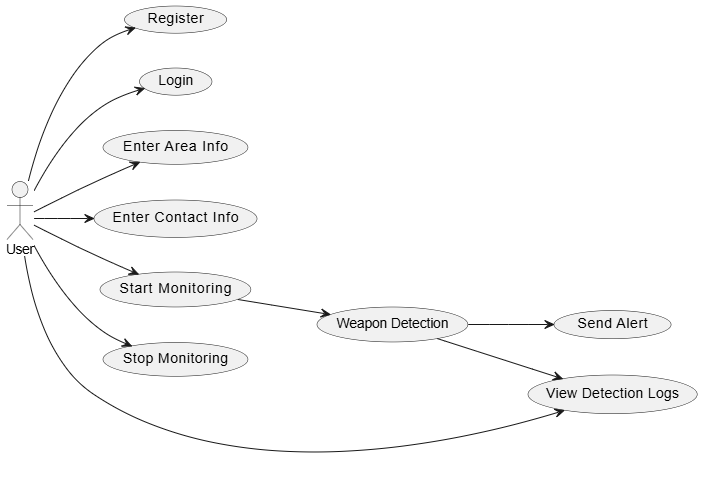 Register
Login
Enter Area Info
Enter Contact Info
User
Start Monitoring
Weapon Detection
Send Alert
Stop Monitoring
View Detection Logs